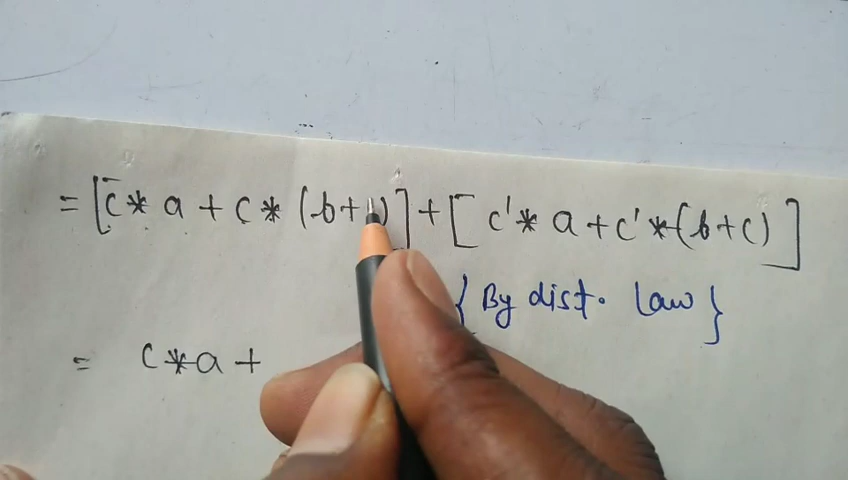 = [c * a + c * (b+ )] + [ c' * a + c' * (b+c) ]
{ By dist. Law }
= c * a +